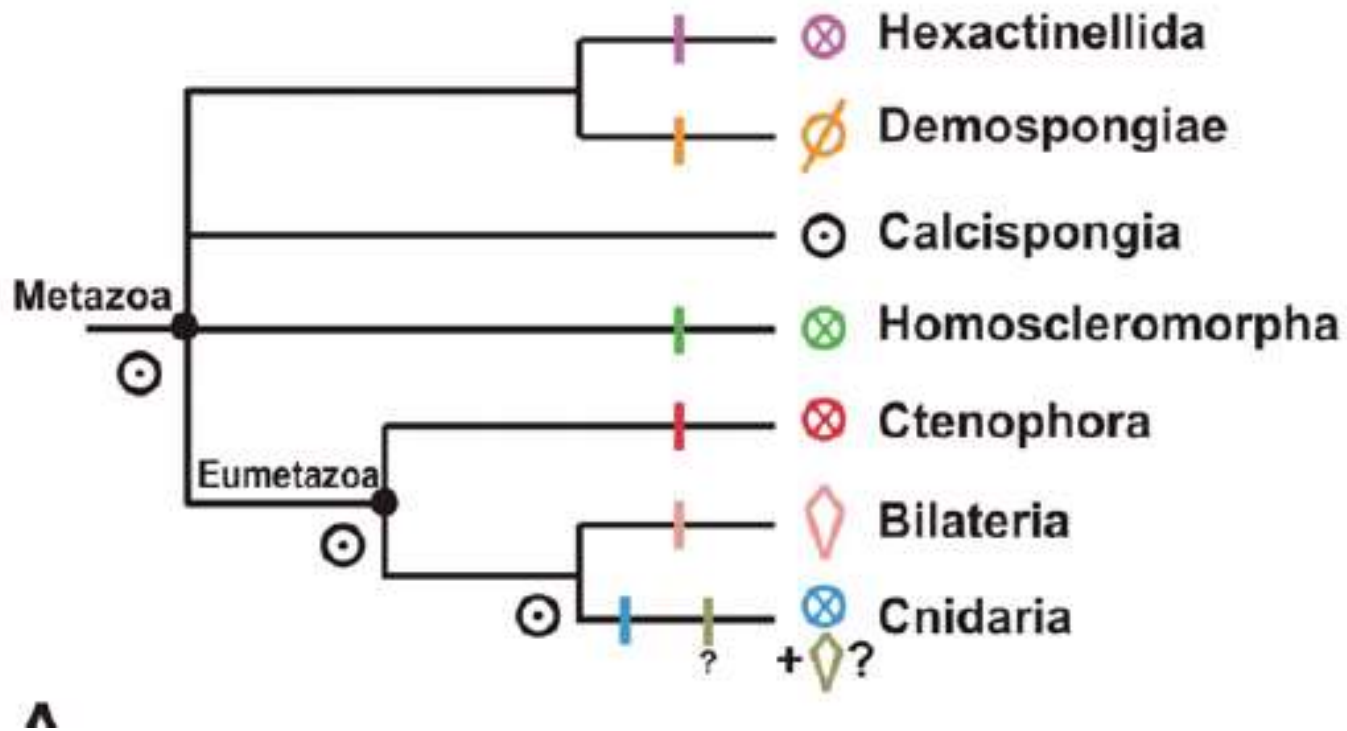 Hexactinellida
Demospongiae
Calcispongia
Metazoa
Homoscleromorpha
Ctenophora
Eumetazoa
Bilateria
Cnidaria
?
+ ?
A